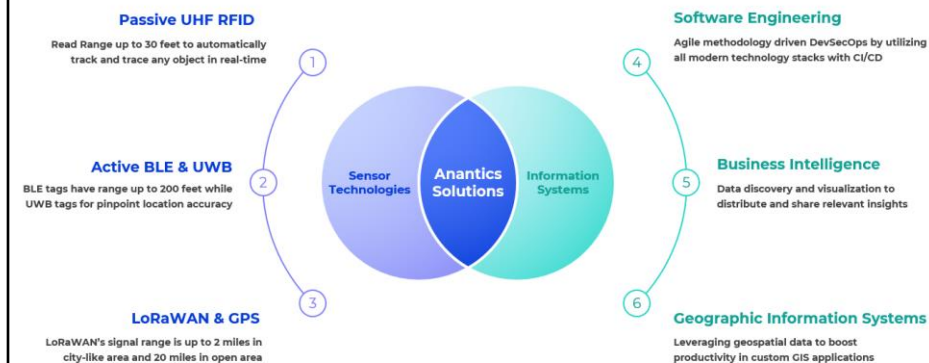 Passive UHF RFID
Read Range up to 30 feet to automatically
track and trace any object in real-time
1
Active BLE & UWB
BLE tags have range up to 200 feet while
UWB tags for pinpoint location accuracy
2
LoRaWAN & GPS
LoRaWAN's signal range is up to 2 miles in
city-like area and 20 miles in open area
3
Sensor
Technologies
Anantics
Solutions
Information
Systems
4
Software Engineering
Agile methodology driven DevSecOps by utilizing
all modern technology stacks with CI/CD
5
Business Intelligence
Data discovery and visualization to
distribute and share relevant insights
6
Geographic Information Systems
Leveraging geospatial data to boost
productivity in custom GIS applications